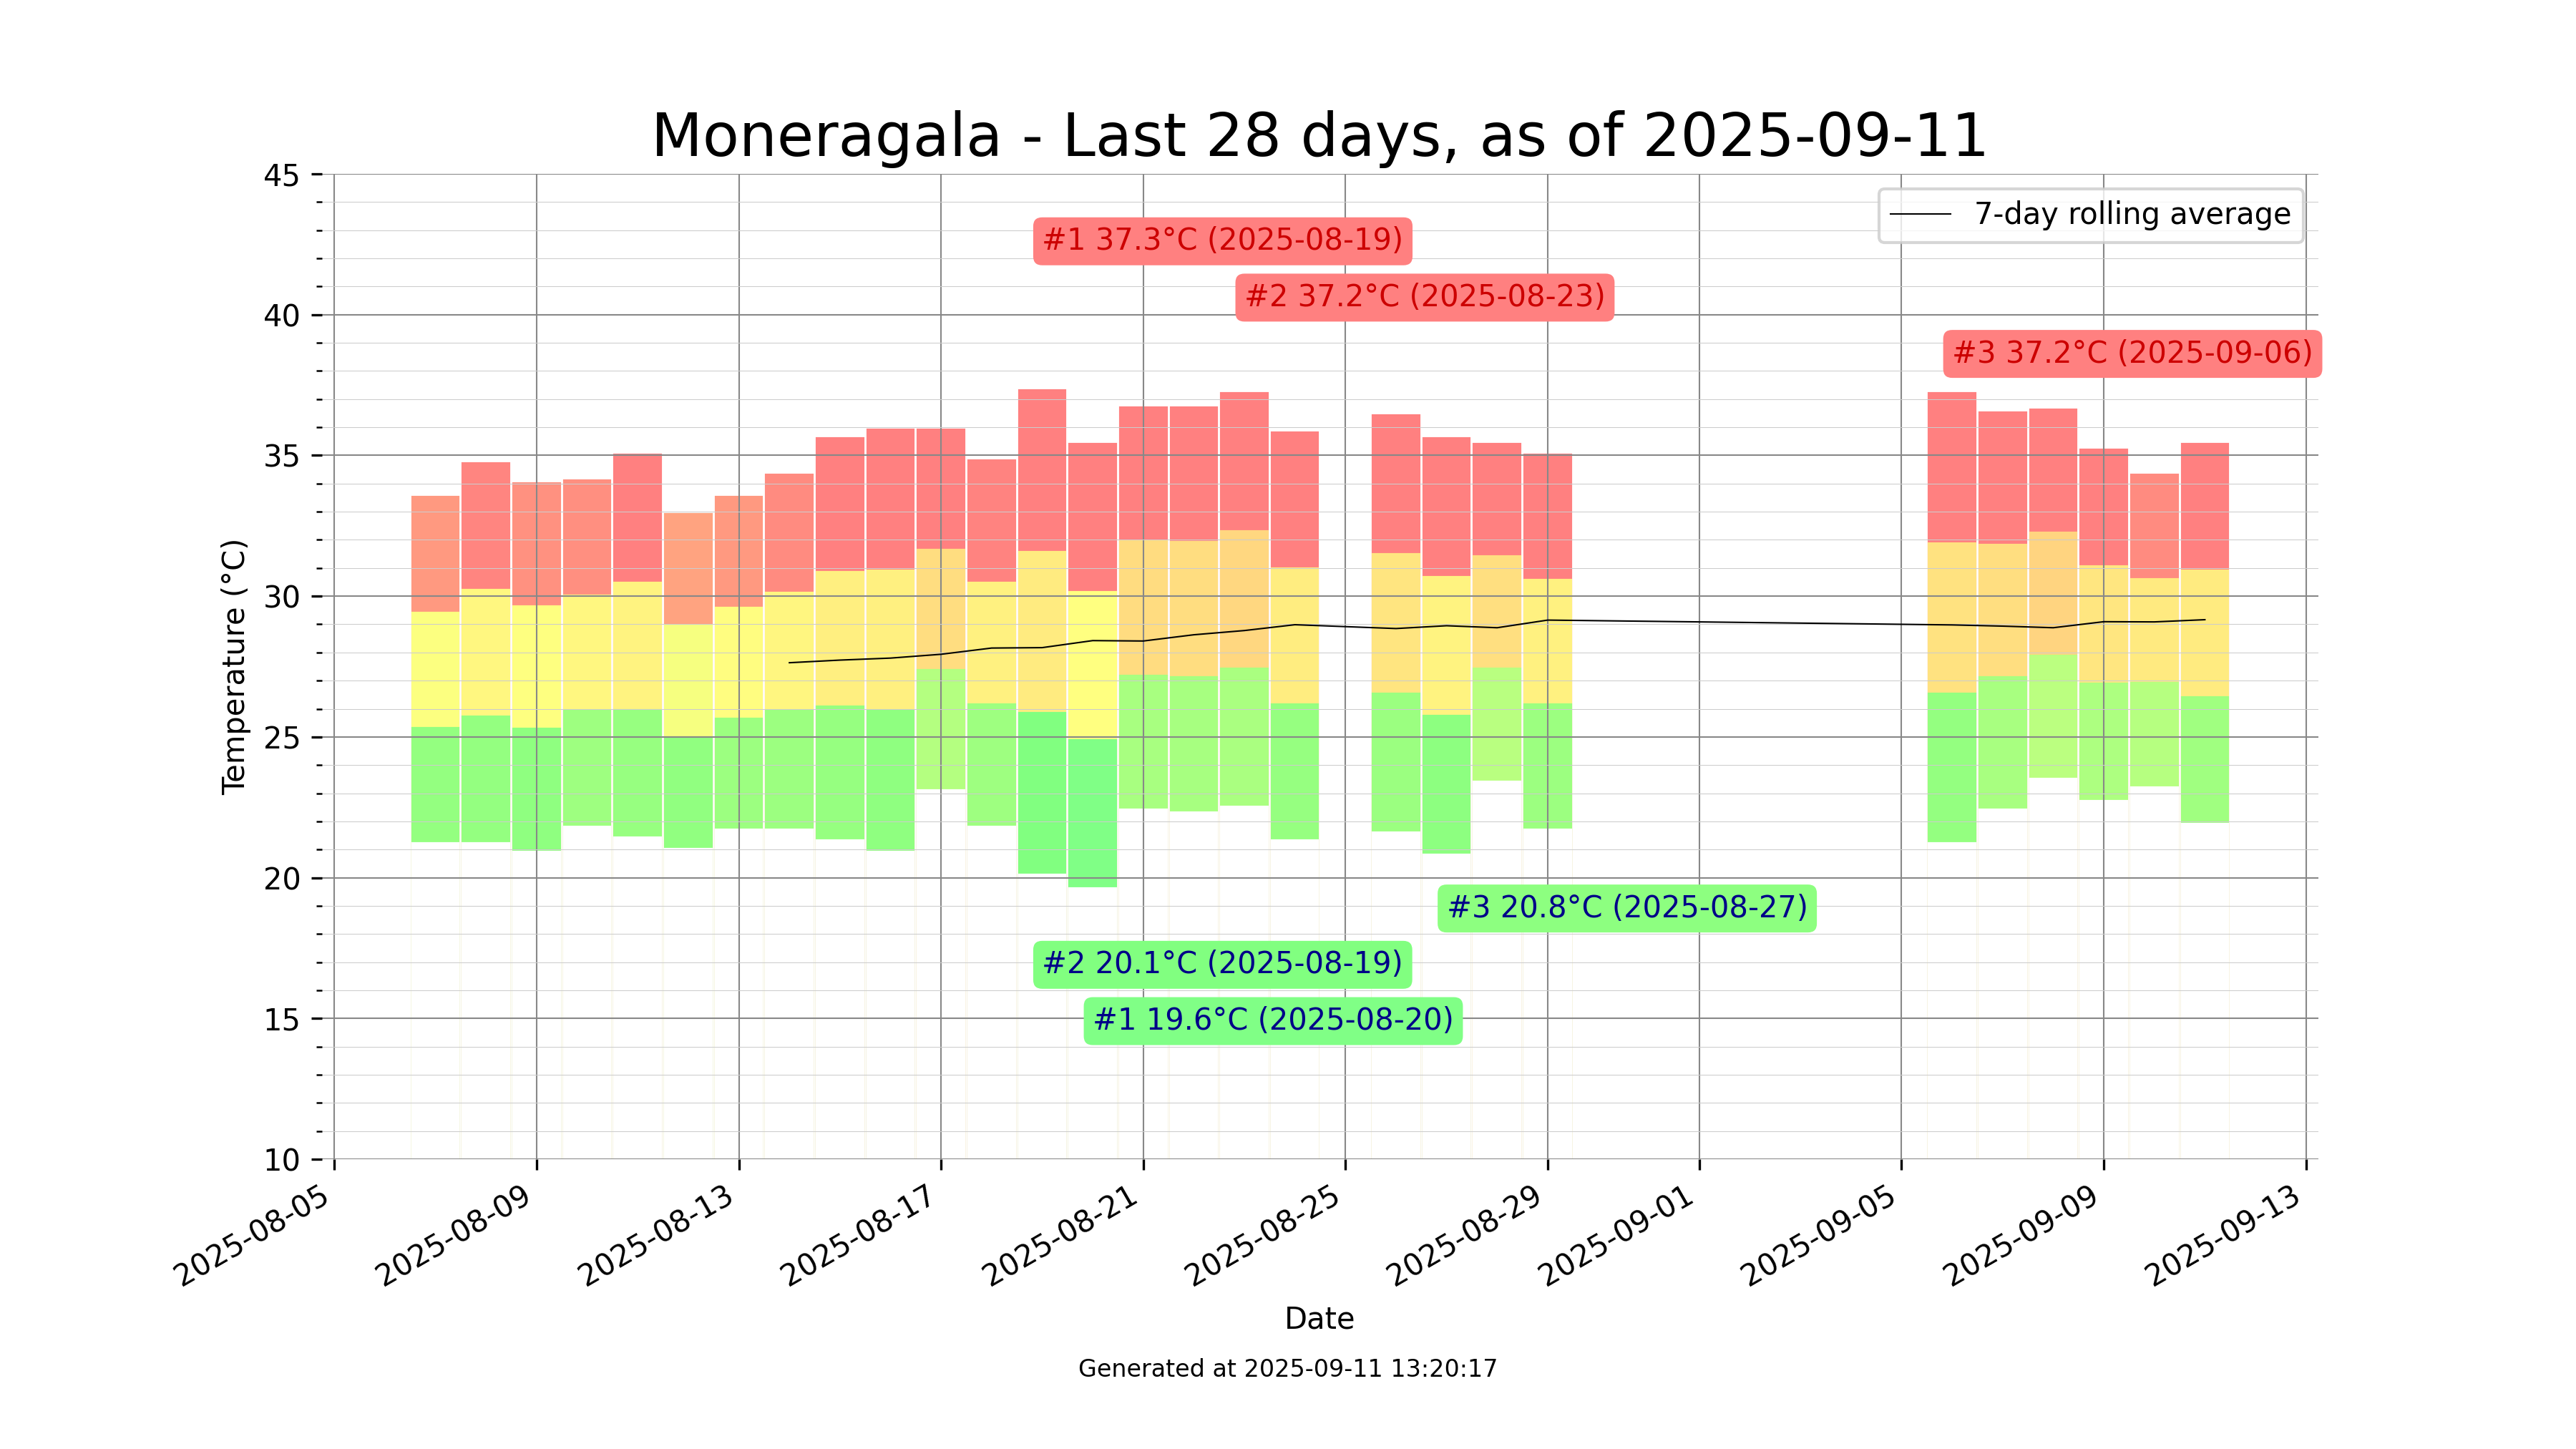 Moneragala - Last 28 days, as of 2025-09-11
45
40
35
30
25
20
15
10
Temperature (°C)
7-day rolling average
#1 37.3°C (2025-08-19)
#2 37.2°C (2025-08-23)
#3 37.2°C (2025-09-06)
#3 20.8°C (2025-08-27)
#2 20.1°C (2025-08-19)
#1 19.6°C (2025-08-20)
2025-08-05
2025-08-09
2025-08-13
2025-08-17
2025-08-21
2025-08-25
2025-08-29
2025-09-01
2025-09-05
2025-09-09
2025-09-13
Date
Generated at 2025-09-11 13:20:17